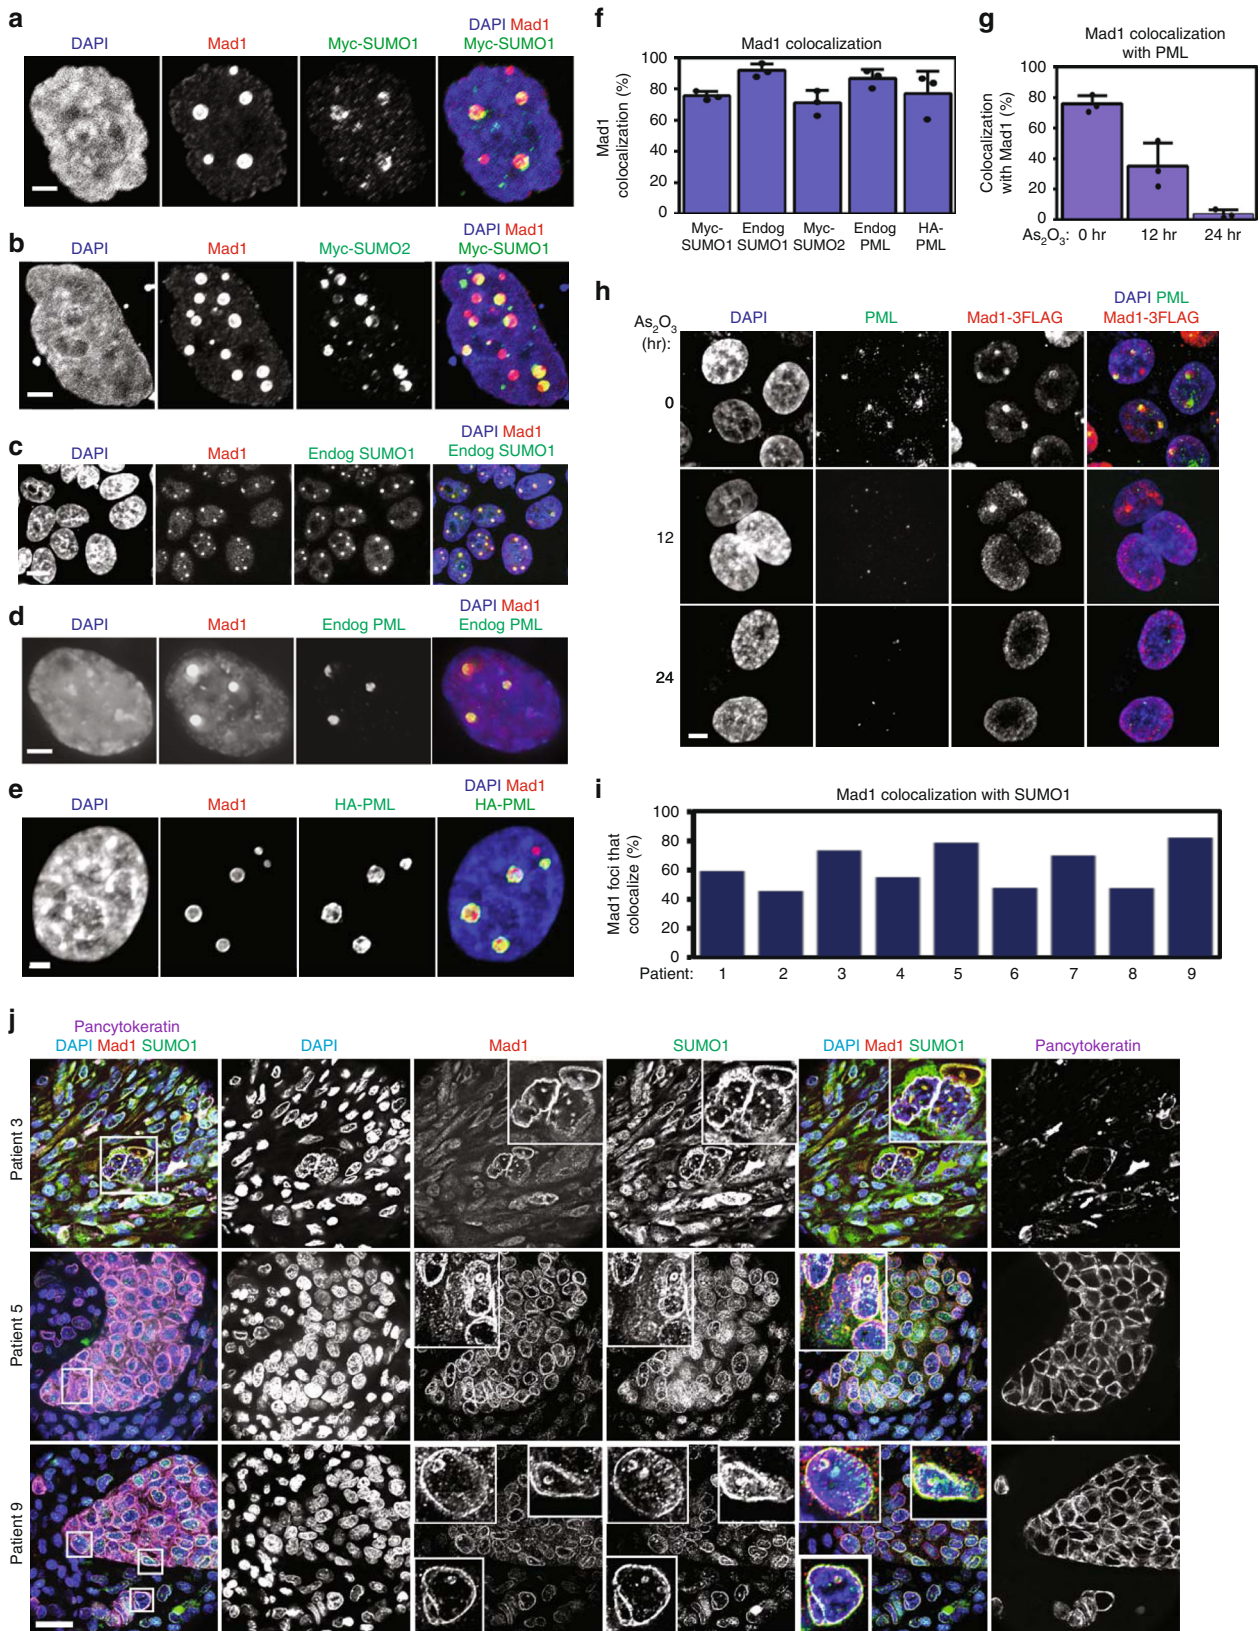 a
DAPI Mad1 Myc-SUMO1 DAPI Mad1
Myc-SUMO1
b
DAPI Mad1 Myc-SUMO2 DAPI Mad1
Myc-SUMO1
c
DAPI Mad1 Endog SUMO1 DAPI Mad1
Endog SUMO1
d
DAPI Mad1 Endog PML DAPI Mad1
Endog PML
e
DAPI Mad1 HA-PML DAPI Mad1
HA-PML
f
Mad1 colocalization
Mad1
colocalization (%)
100
80
60
40
20
0
Myc-
SUMO1
Endog
SUMO1
Myc-
SUMO2
Endog
PML
HA-
PML
g
Mad1 colocalization
with PML
Colocalization
with Mad1 (%)
100
80
60
40
20
0
As2O3: 0 hr 12 hr 24 hr
h
As2O3
(hr):
DAPI PML Mad1-3FLAG DAPI PML
Mad1-3FLAG
0
12
24
i
Mad1 colocalization with SUMO1
Mad1 foci that
colocalize (%)
100
80
60
40
20
0
Patient: 1 2 3 4 5 6 7 8 9
j
Pancytokeratin
DAPI Mad1 SUMO1 DAPI Mad1 SUMO1 DAPI Mad1 SUMO1 Pancytokeratin
Patient 3
Patient 5
Patient 9